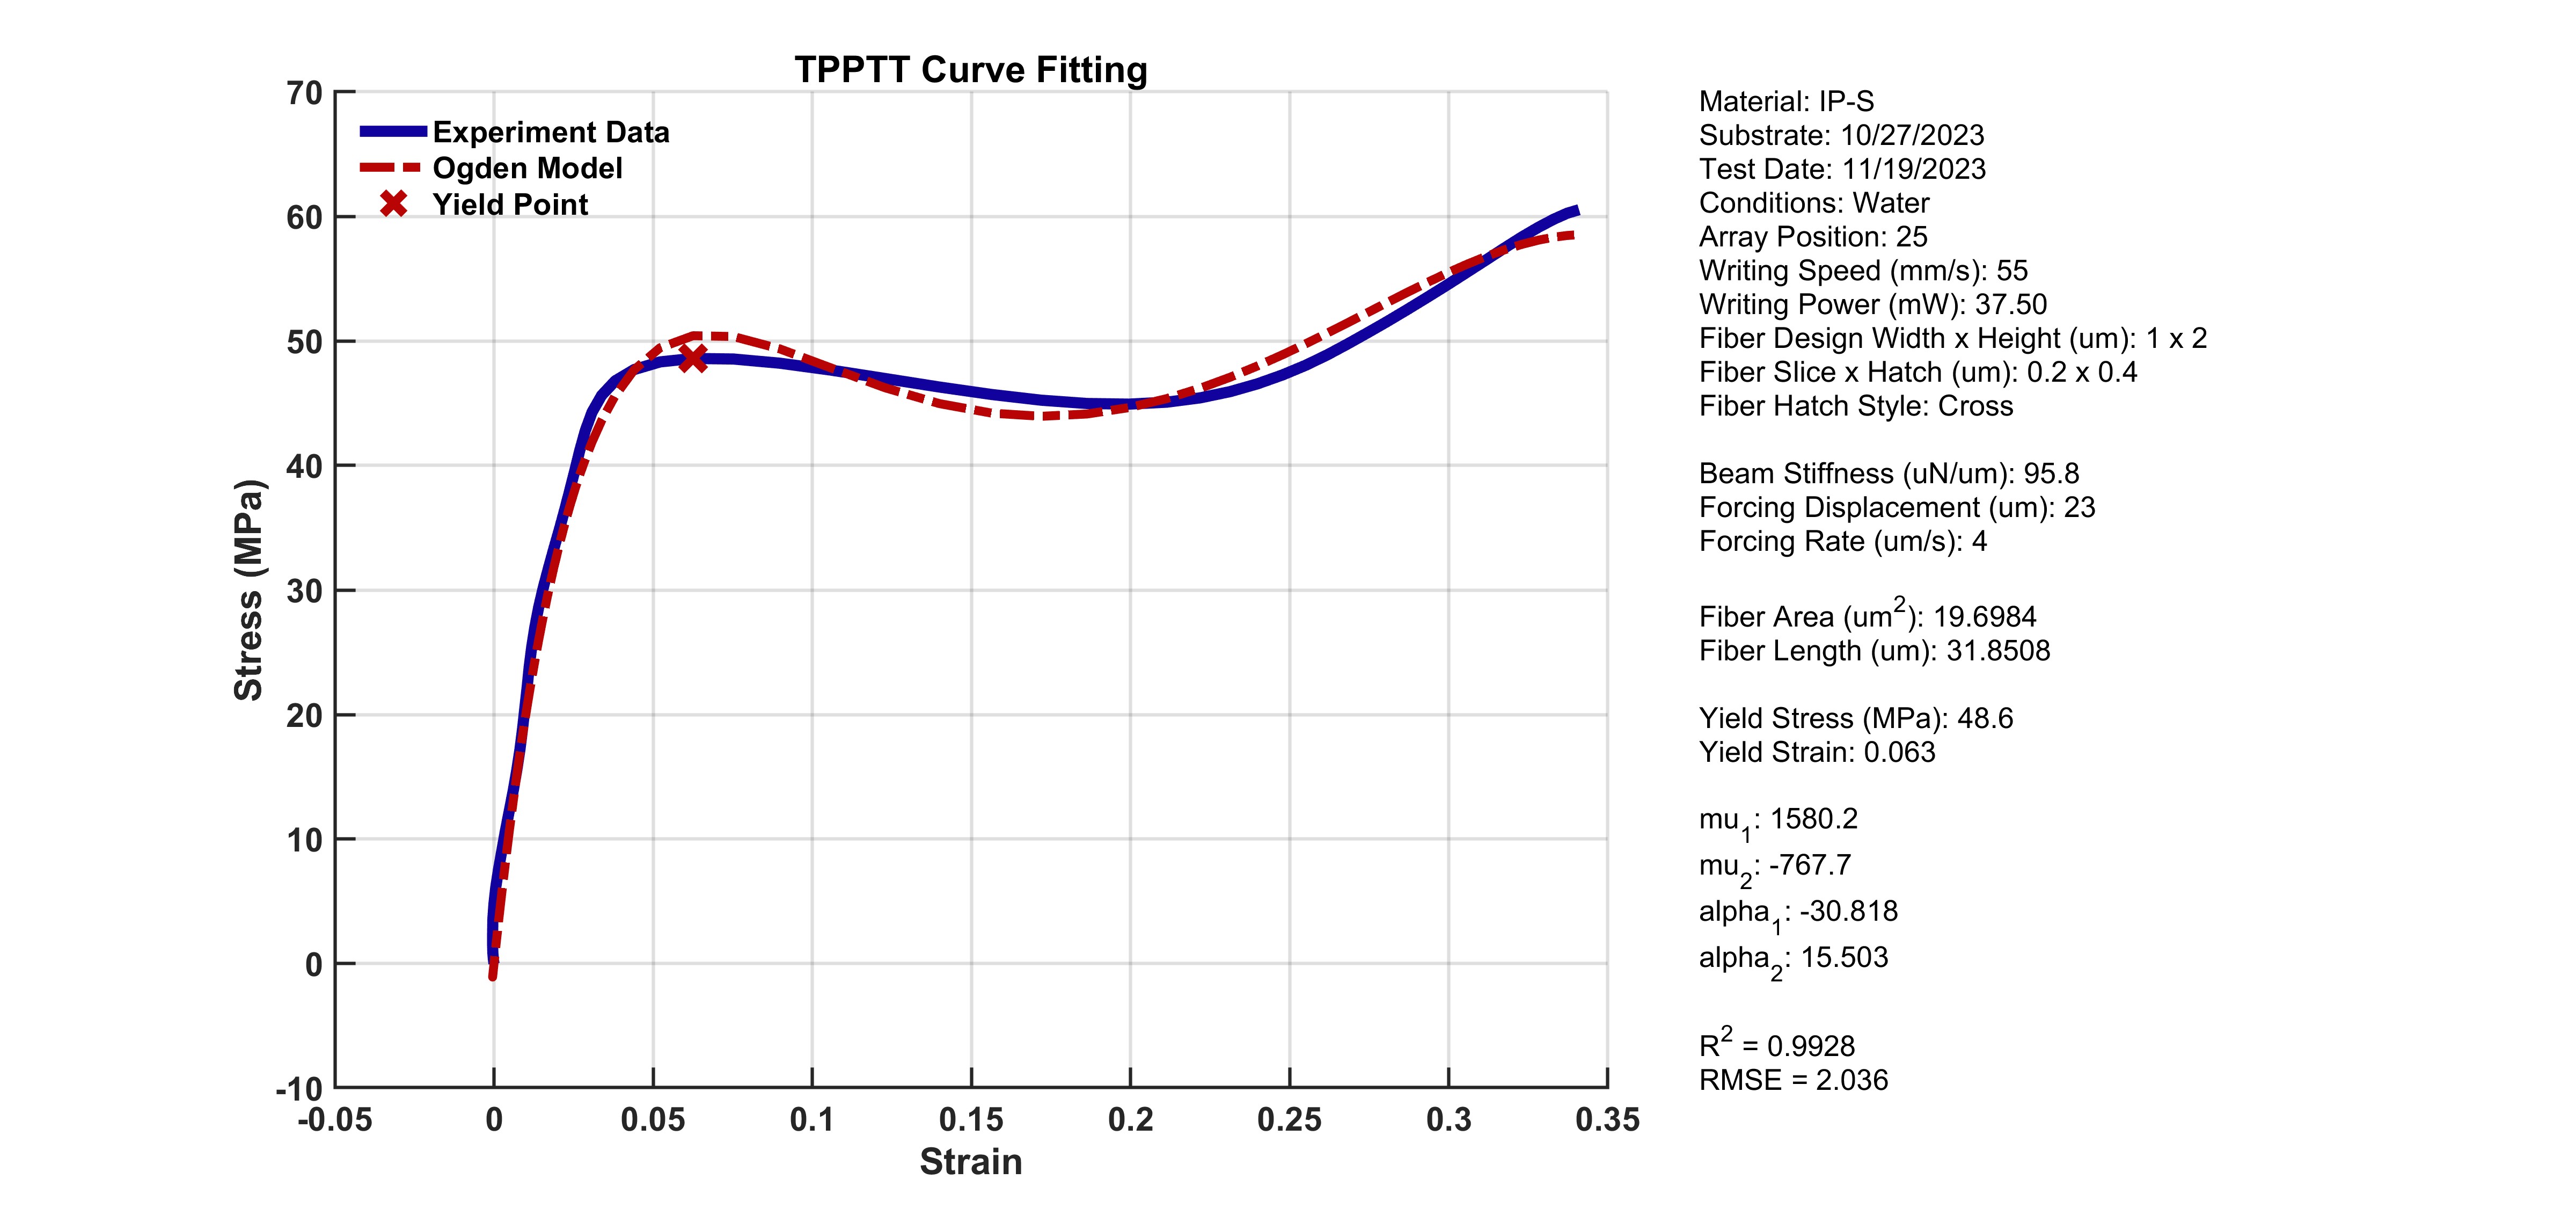 TPPTT Curve Fitting
70
60
50
40
30
20
10
0
-10
Stress (MPa)
Experiment Data
Ogden Model
Yield Point
-0.05 0 0.05 0.1 0.15 0.2 0.25 0.3 0.35
Strain
Material: IP-S
Substrate: 10/27/2023
Test Date: 11/19/2023
Conditions: Water
Array Position: 25
Writing Speed (mm/s): 55
Writing Power (mW): 37.50
Fiber Design Width x Height (um): 1 x 2
Fiber Slice x Hatch (um): 0.2 x 0.4
Fiber Hatch Style: Cross
Beam Stiffness (uN/um): 95.8
Forcing Displacement (um): 23
Forcing Rate (um/s): 4
Fiber Area (um²): 19.6984
Fiber Length (um): 31.8508
Yield Stress (MPa): 48.6
Yield Strain: 0.063
mu₁: 1580.2
mu₂: -767.7
alpha₁: -30.818
alpha₂: 15.503
R² = 0.9928
RMSE = 2.036